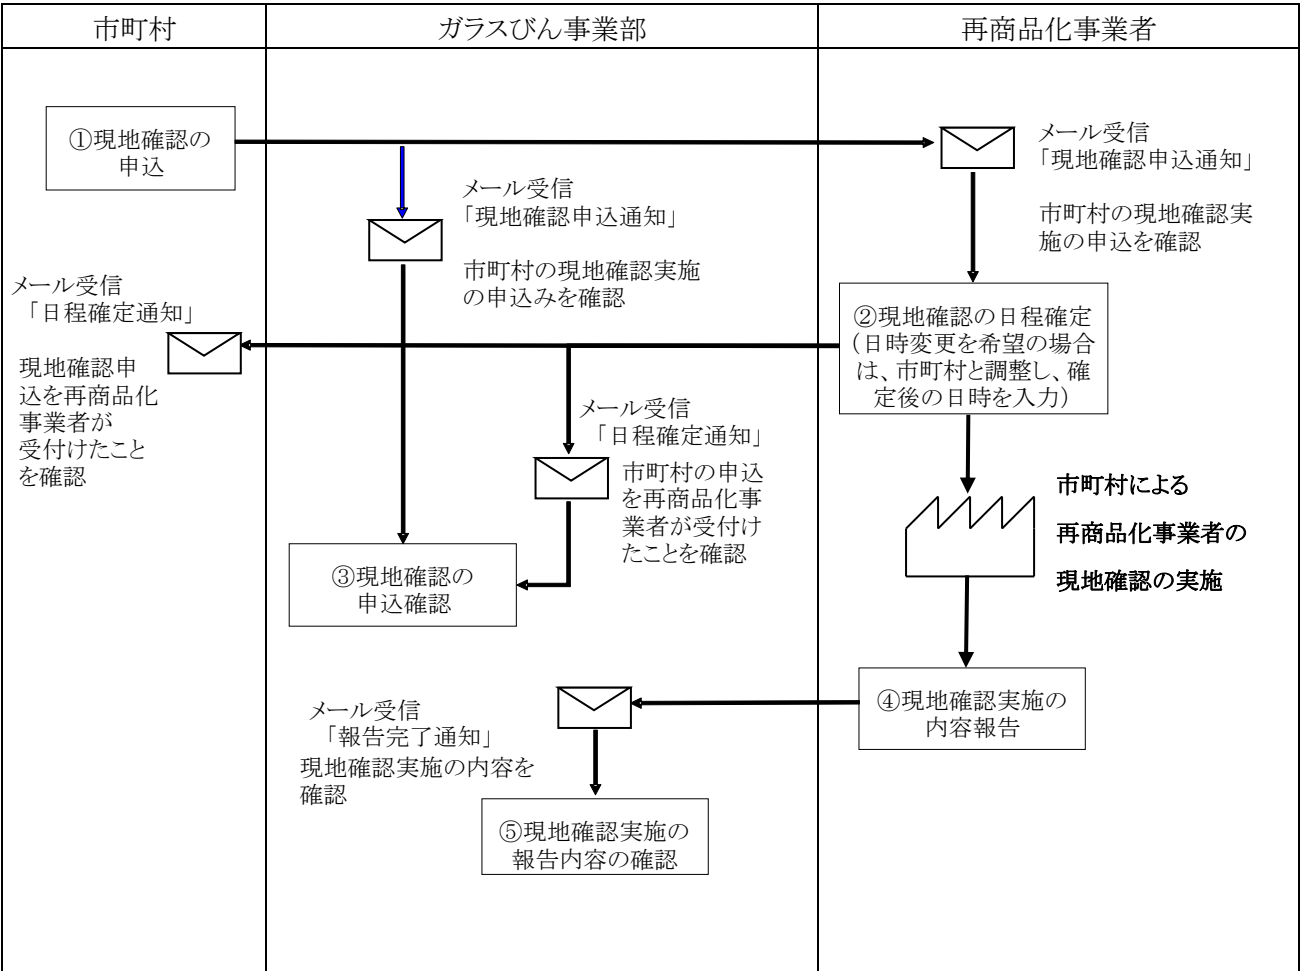 市町村
ガラスびん事業部
再商品化事業者
①現地確認の
申込
メール受信
「現地確認申込通知」
市町村の現地確認実
施の申込を確認
メール受信
「現地確認申込通知」
市町村の現地確認実施
の申込みを確認
メール受信
「日程確定通知」
現地確認申
込を再商品化
事業者が
受付けたこと
を確認
②現地確認の日程確定
(日時変更を希望の場合
は、市町村と調整し、確
定後の日時を入力)
メール受信
「日程確定通知」
市町村の申込
を再商品化事
業者が受付け
たことを確認
市町村による
再商品化事業者の
現地確認の実施
③現地確認の
申込確認
④現地確認実施の
内容報告
メール受信
「報告完了通知」
現地確認実施の内容を
確認
⑤現地確認実施の
報告内容の確認